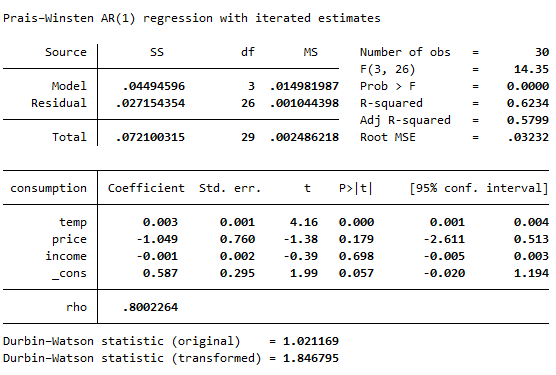 Prais–Winsten AR(1) regression with iterated estimates
Source SS df MS Number of obs = 30
F(3, 26) = 14.35
Model .04494596 3 .014981987 Prob > F = 0.0000
Residual .027154354 26 .001044398 R-squared = 0.6234
Adj R-squared = 0.5799
Total .072100315 29 .002486218 Root MSE = .03232
consumption Coefficient Std. err. t P>|t| [95% conf. interval]
temp 0.003 0.001 4.16 0.000 0.001 0.004
price -1.049 0.760 -1.38 0.179 -2.611 0.513
income -0.001 0.002 -0.39 0.698 -0.005 0.003
_cons 0.587 0.295 1.99 0.057 -0.020 1.194
rho .8002264
Durbin–Watson statistic (original) = 1.021169
Durbin–Watson statistic (transformed) = 1.846795